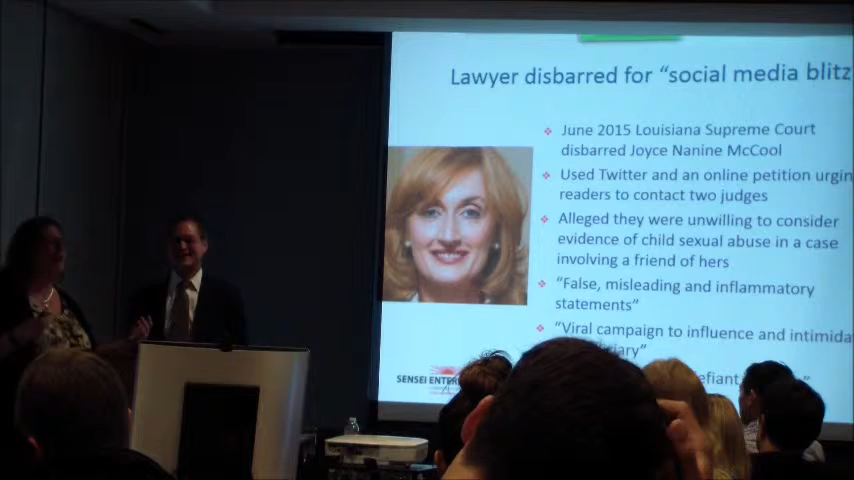 Lawyer disbarred for "social media blitz
June 2015 Louisiana Supreme Court
disbarred Joyce Nanine McCool
Used Twitter and an online petition urgin
readers to contact two judges
Alleged they were unwilling to consider
evidence of child sexual abuse in a case
involving a friend of hers
"False, misleading and inflammatory
statements"
"Viral campaign to influence and intimida
SENSEI